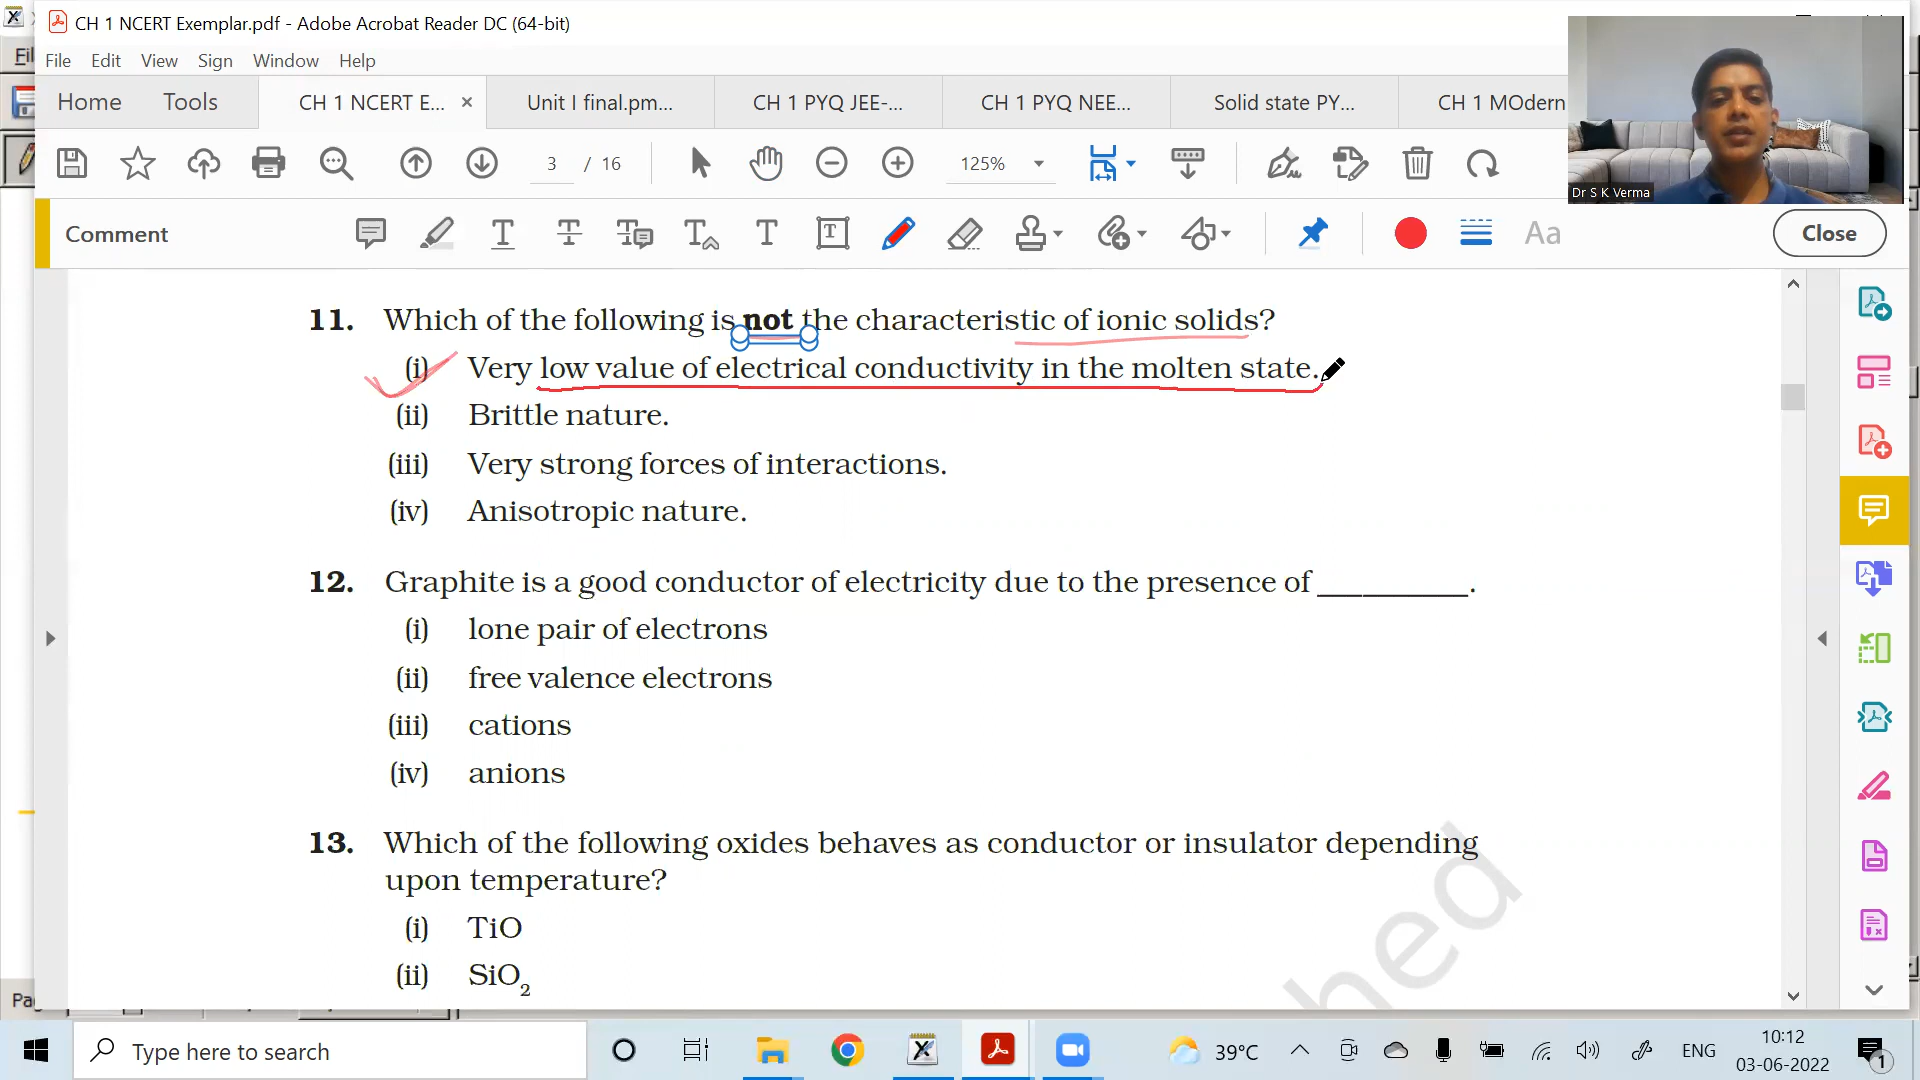 CH 1 NCERT Exemplar.pdf - Adobe Acrobat Reader DC (64-bit)
File Edit View Sign Window Help
Home Tools CH 1 NCERT E... × Unit I final.pm... CH 1 PYQ JEE-... CH 1 PYQ NEE... Solid state PY... CH 1 MOdern
3 / 16 125%
Dr S K Verma
Comment Aa Close
11. Which of the following is not the characteristic of ionic solids?
(i) Very low value of electrical conductivity in the molten state.
(ii) Brittle nature.
(iii) Very strong forces of interactions.
(iv) Anisotropic nature.
12. Graphite is a good conductor of electricity due to the presence of _________.
(i) lone pair of electrons
(ii) free valence electrons
(iii) cations
(iv) anions
13. Which of the following oxides behaves as conductor or insulator depending
upon temperature?
(i) TiO
(ii) SiO2
hed
Type here to search
39°C
ENG
10:12
03-06-2022
1